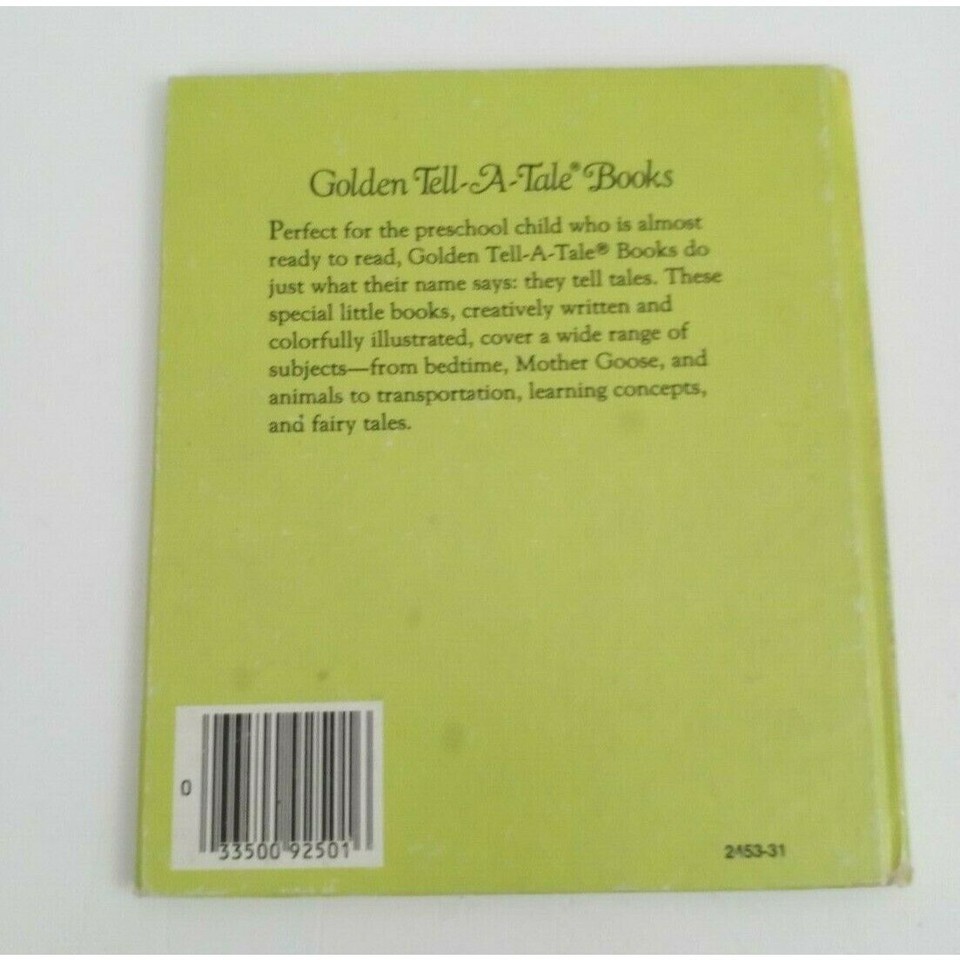 Golden Tell-A-Tale® Books
Perfect for the preschool child who is almost
ready to read, Golden Tell-A-Tale® Books do
just what their name says: they tell tales. These
special little books, creatively written and
colorfully illustrated, cover a wide range of
subjects—from bedtime, Mother Goose, and
animals to transportation, learning concepts,
and fairy tales.
0
33500 92501
2453-31